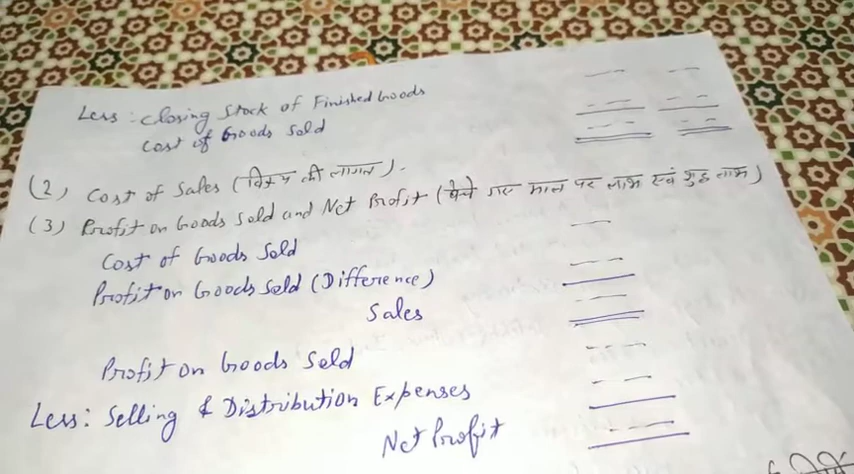 Less : Closing Stock of Finished Goods
Cost of Goods Sold
(2) Cost of Sales (विक्रय की लागत).
(3) Profit on Goods Sold and Net Profit (बेचे गए माल पर लाभ एवं शुद्ध लाभ)
Cost of Goods Sold
Profit on Goods Sold (Difference)
Sales
Profit on Goods Sold
Less: Selling & Distribution Expenses
Net Profit